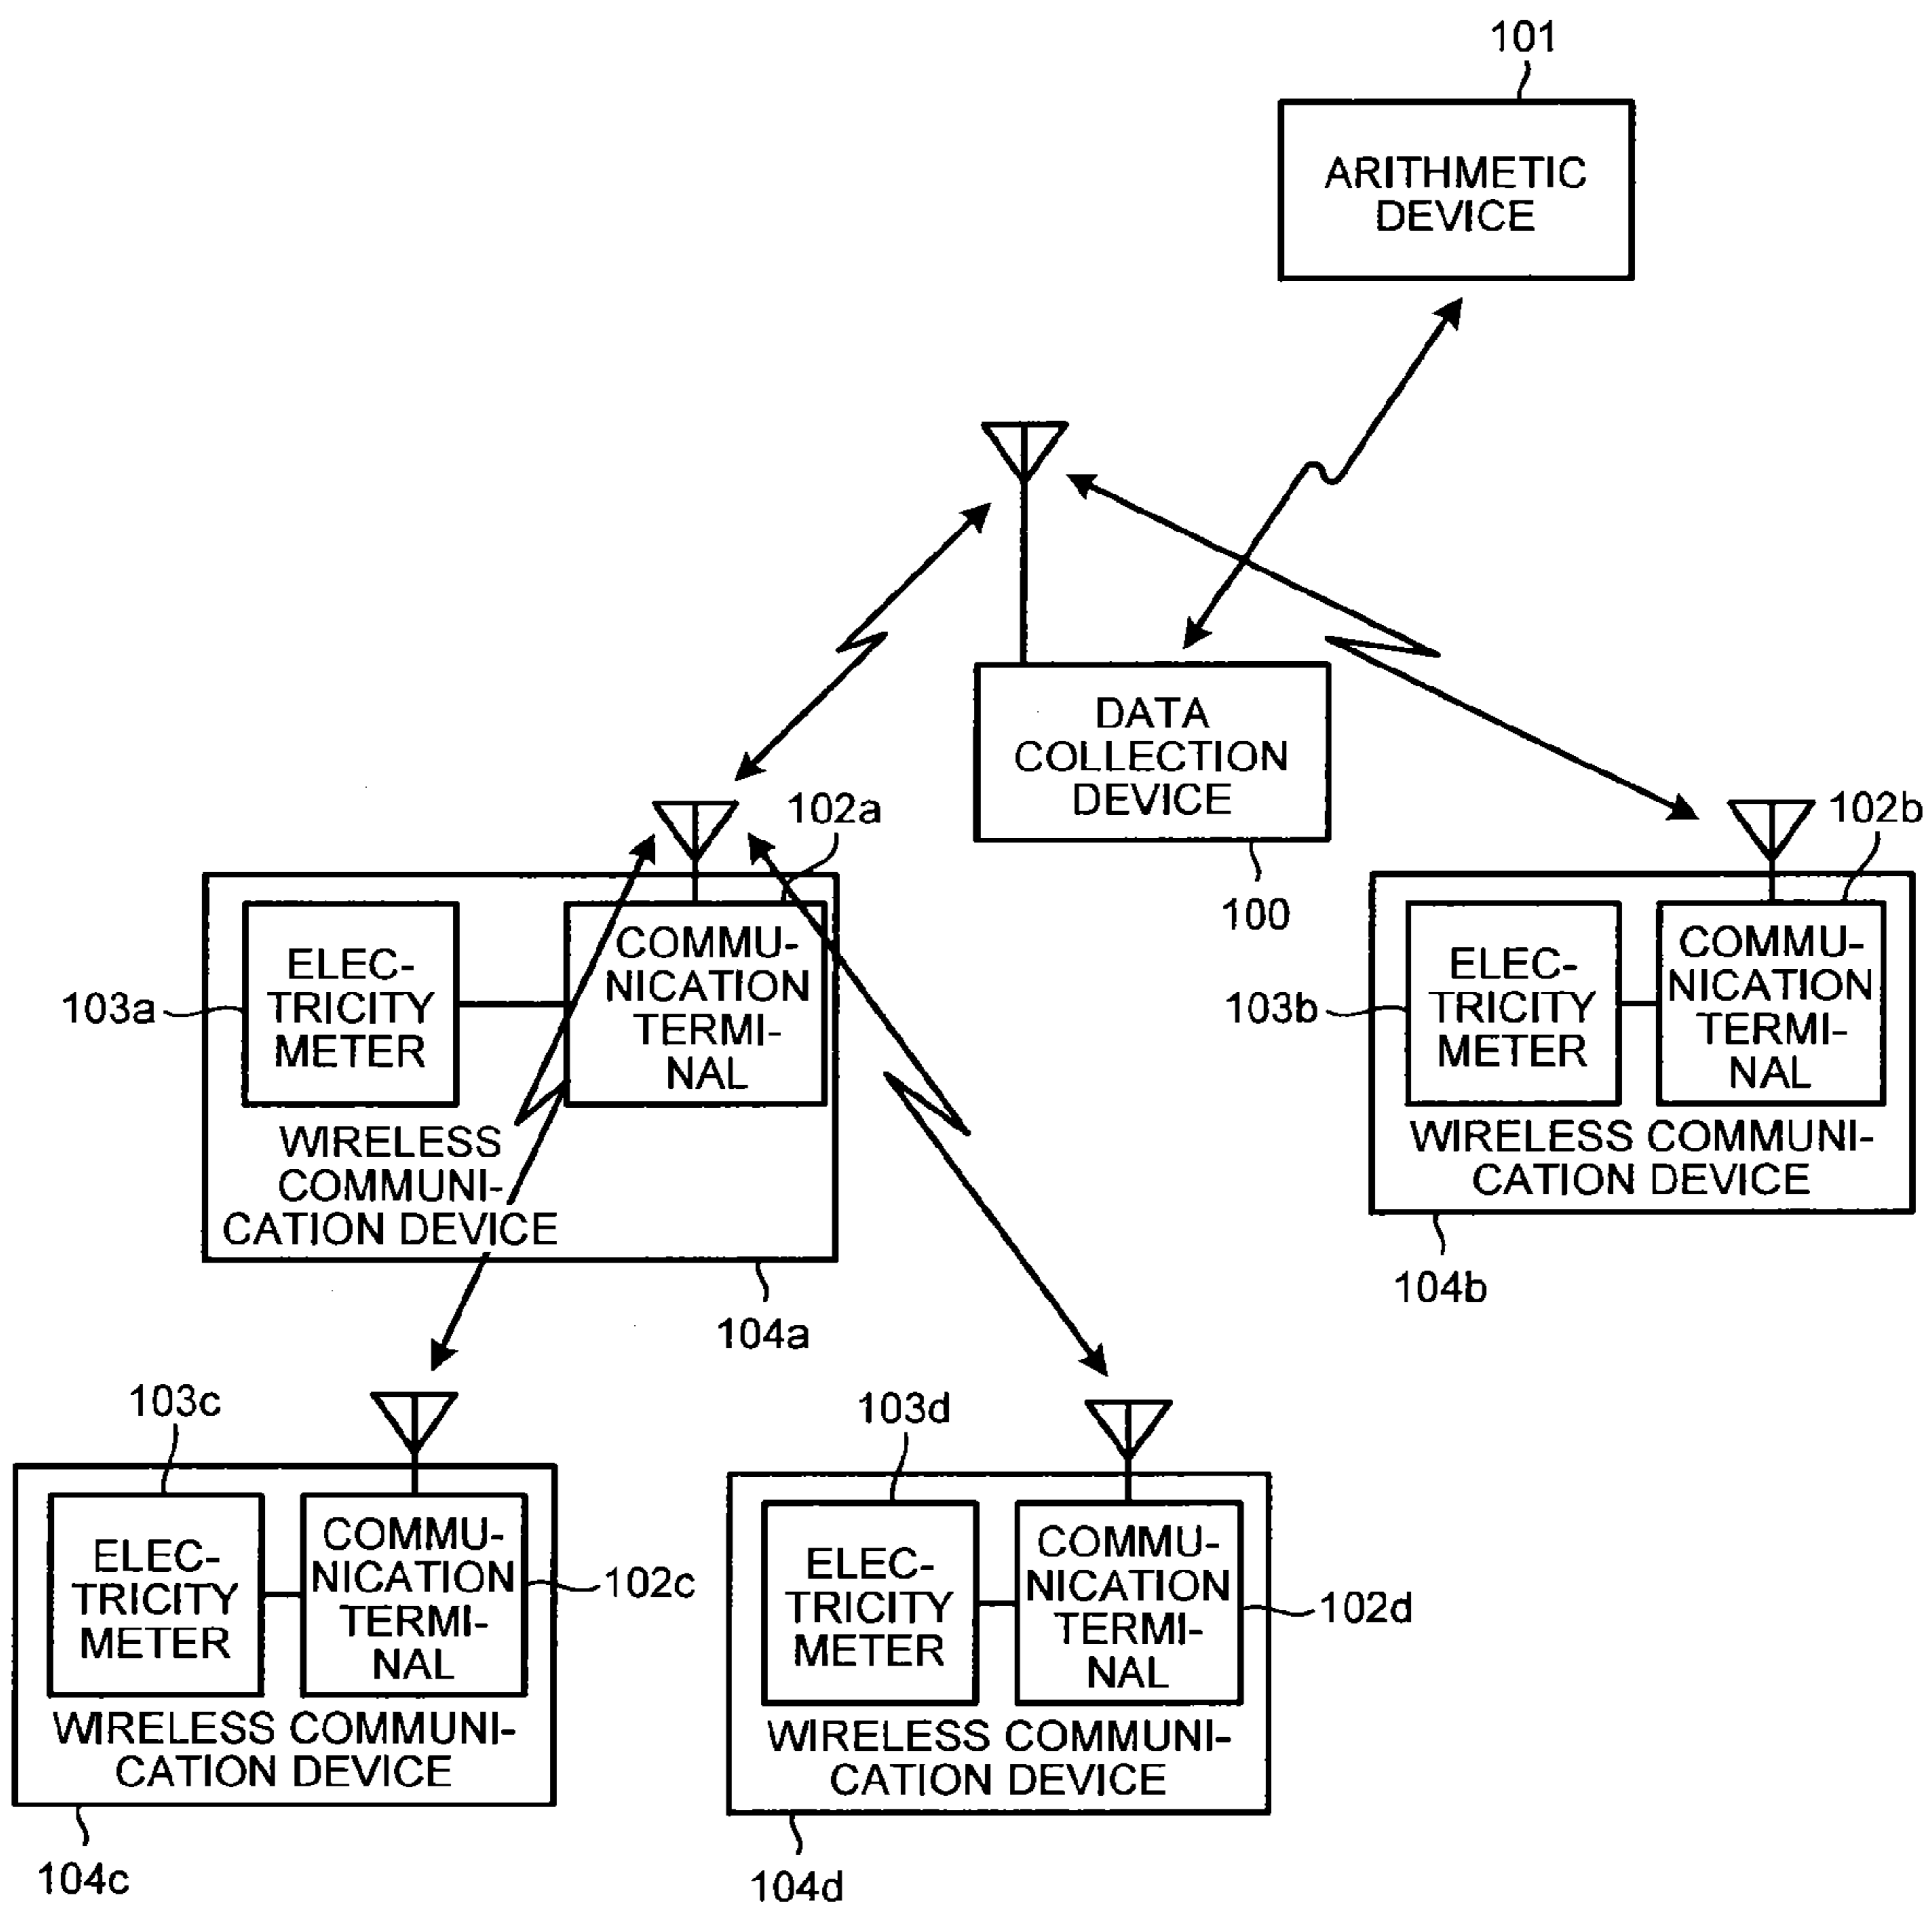 101
ARITHMETIC
DEVICE
DATA
COLLECTION
DEVICE
100
102a
103a
ELEC-
TRICITY
METER
COMMU-
NICATION
TERMI-
NAL
WIRELESS
COMMUNI-
CATION DEVICE
104a
102b
103b
ELEC-
TRICITY
METER
COMMU-
NICATION
TERMI-
NAL
WIRELESS COMMUNI-
CATION DEVICE
104b
103c
ELEC-
TRICITY
METER
COMMU-
NICATION
TERMI-
NAL
102c
WIRELESS COMMUNI-
CATION DEVICE
104c
103d
ELEC-
TRICITY
METER
COMMU-
NICATION
TERMI-
NAL
102d
WIRELESS COMMUNI-
CATION DEVICE
104d